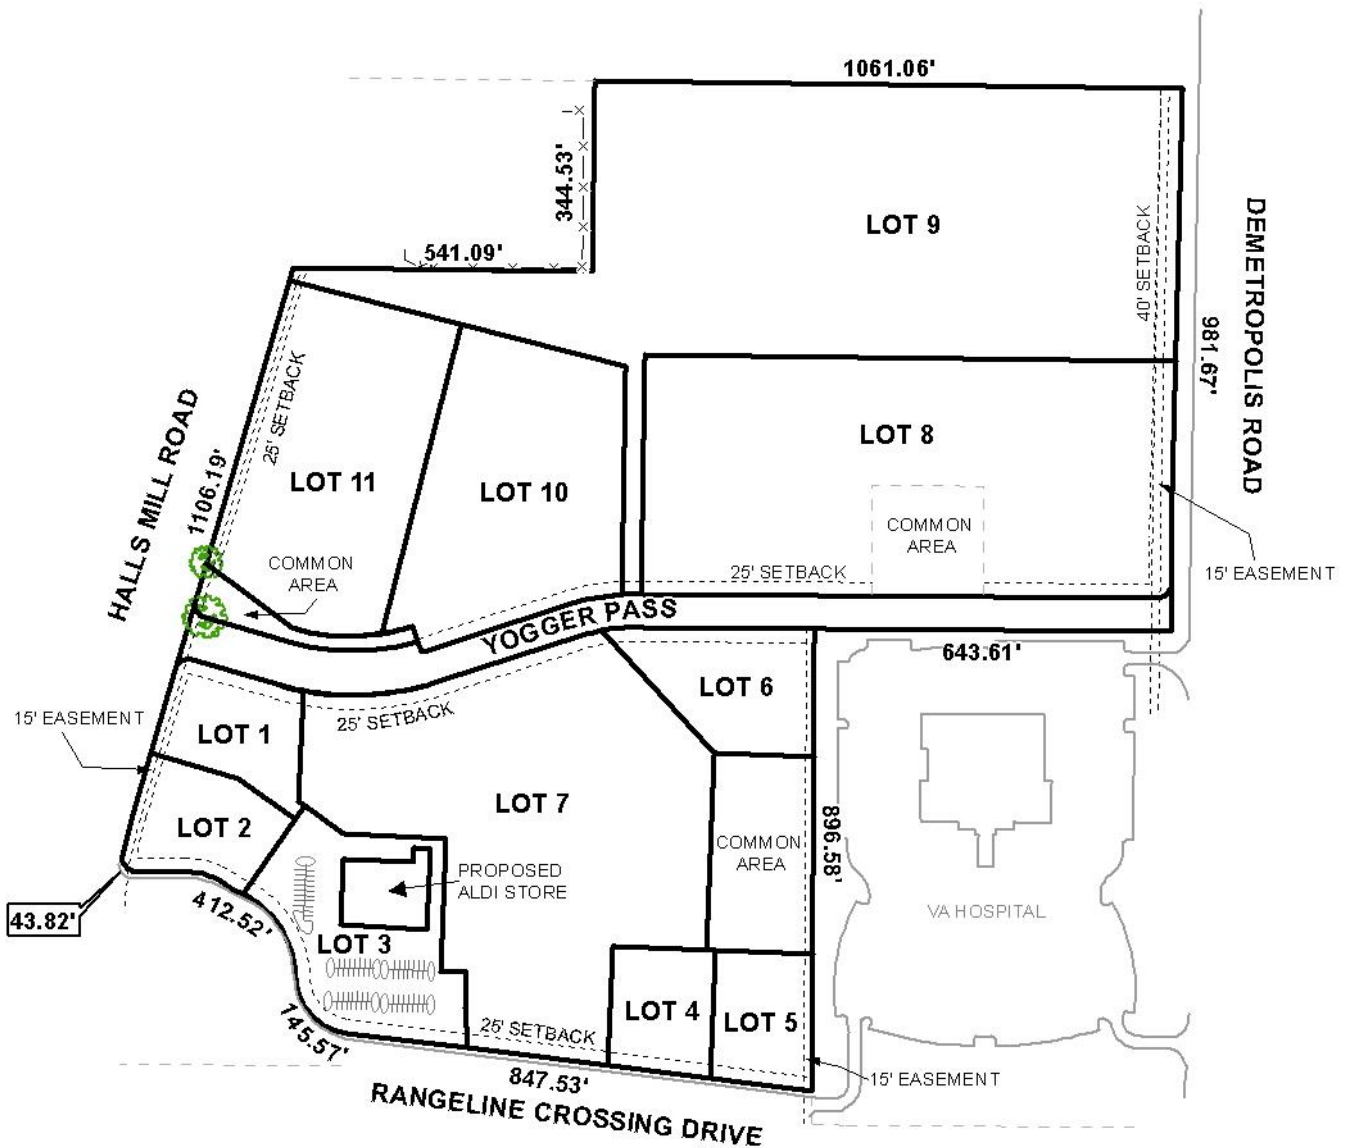 1061.06'
344.53'
541.09'
LOT 9
40' SETBACK
DEMETROPOLIS ROAD
981.67'
25' SETBACK
HALLS MILL ROAD
1106.19'
LOT 11
LOT 10
LOT 8
COMMON
AREA
COMMON
AREA
25' SETBACK
15' EASEMENT
YOGGER PASS
643.61'
LOT 6
15' EASEMENT
25' SETBACK
LOT 1
LOT 7
LOT 2
COMMON
AREA
896.58'
PROPOSED
ALDI STORE
VA HOSPITAL
43.82'
412.52'
LOT 3
LOT 4
LOT 5
25' SETBACK
145.57'
847.53'
15' EASEMENT
RANGELINE CROSSING DRIVE